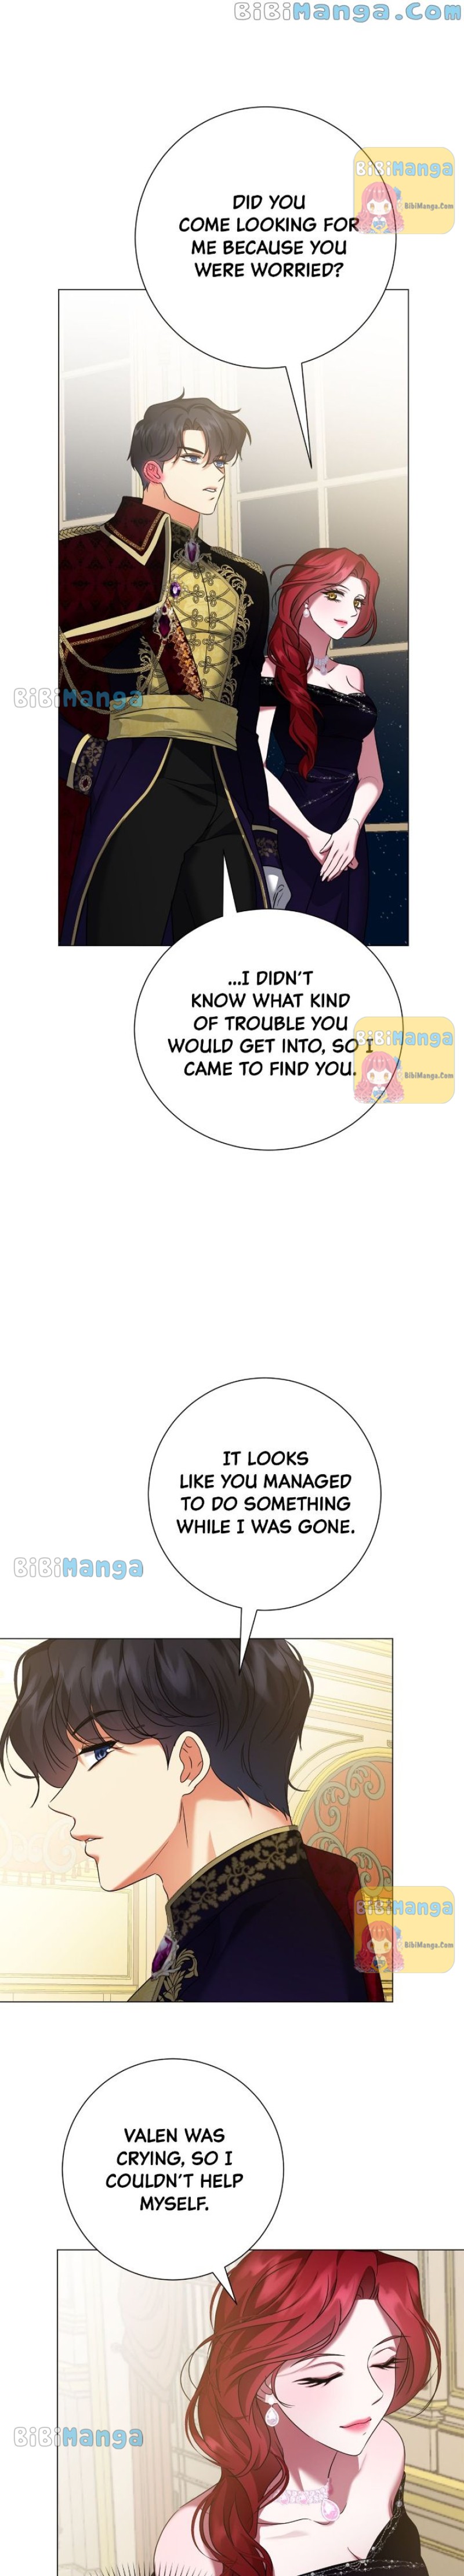 BiBiManga.Com
DID YOU
COME LOOKING FOR
ME BECAUSE YOU
WERE WORRIED?
BiBiManga
BibiManga.Com
BiBiManga
...I DIDN'T
KNOW WHAT KIND
OF TROUBLE YOU
WOULD GET INTO, SO I
CAME TO FIND YOU.
BiBiManga
BibiManga.Com
IT LOOKS
LIKE YOU MANAGED
TO DO SOMETHING
WHILE I WAS GONE.
BiBiManga
BiBiManga
BibiManga.Com
VALEN WAS
CRYING, SO I
COULDN'T HELP
MYSELF.
BiBiManga